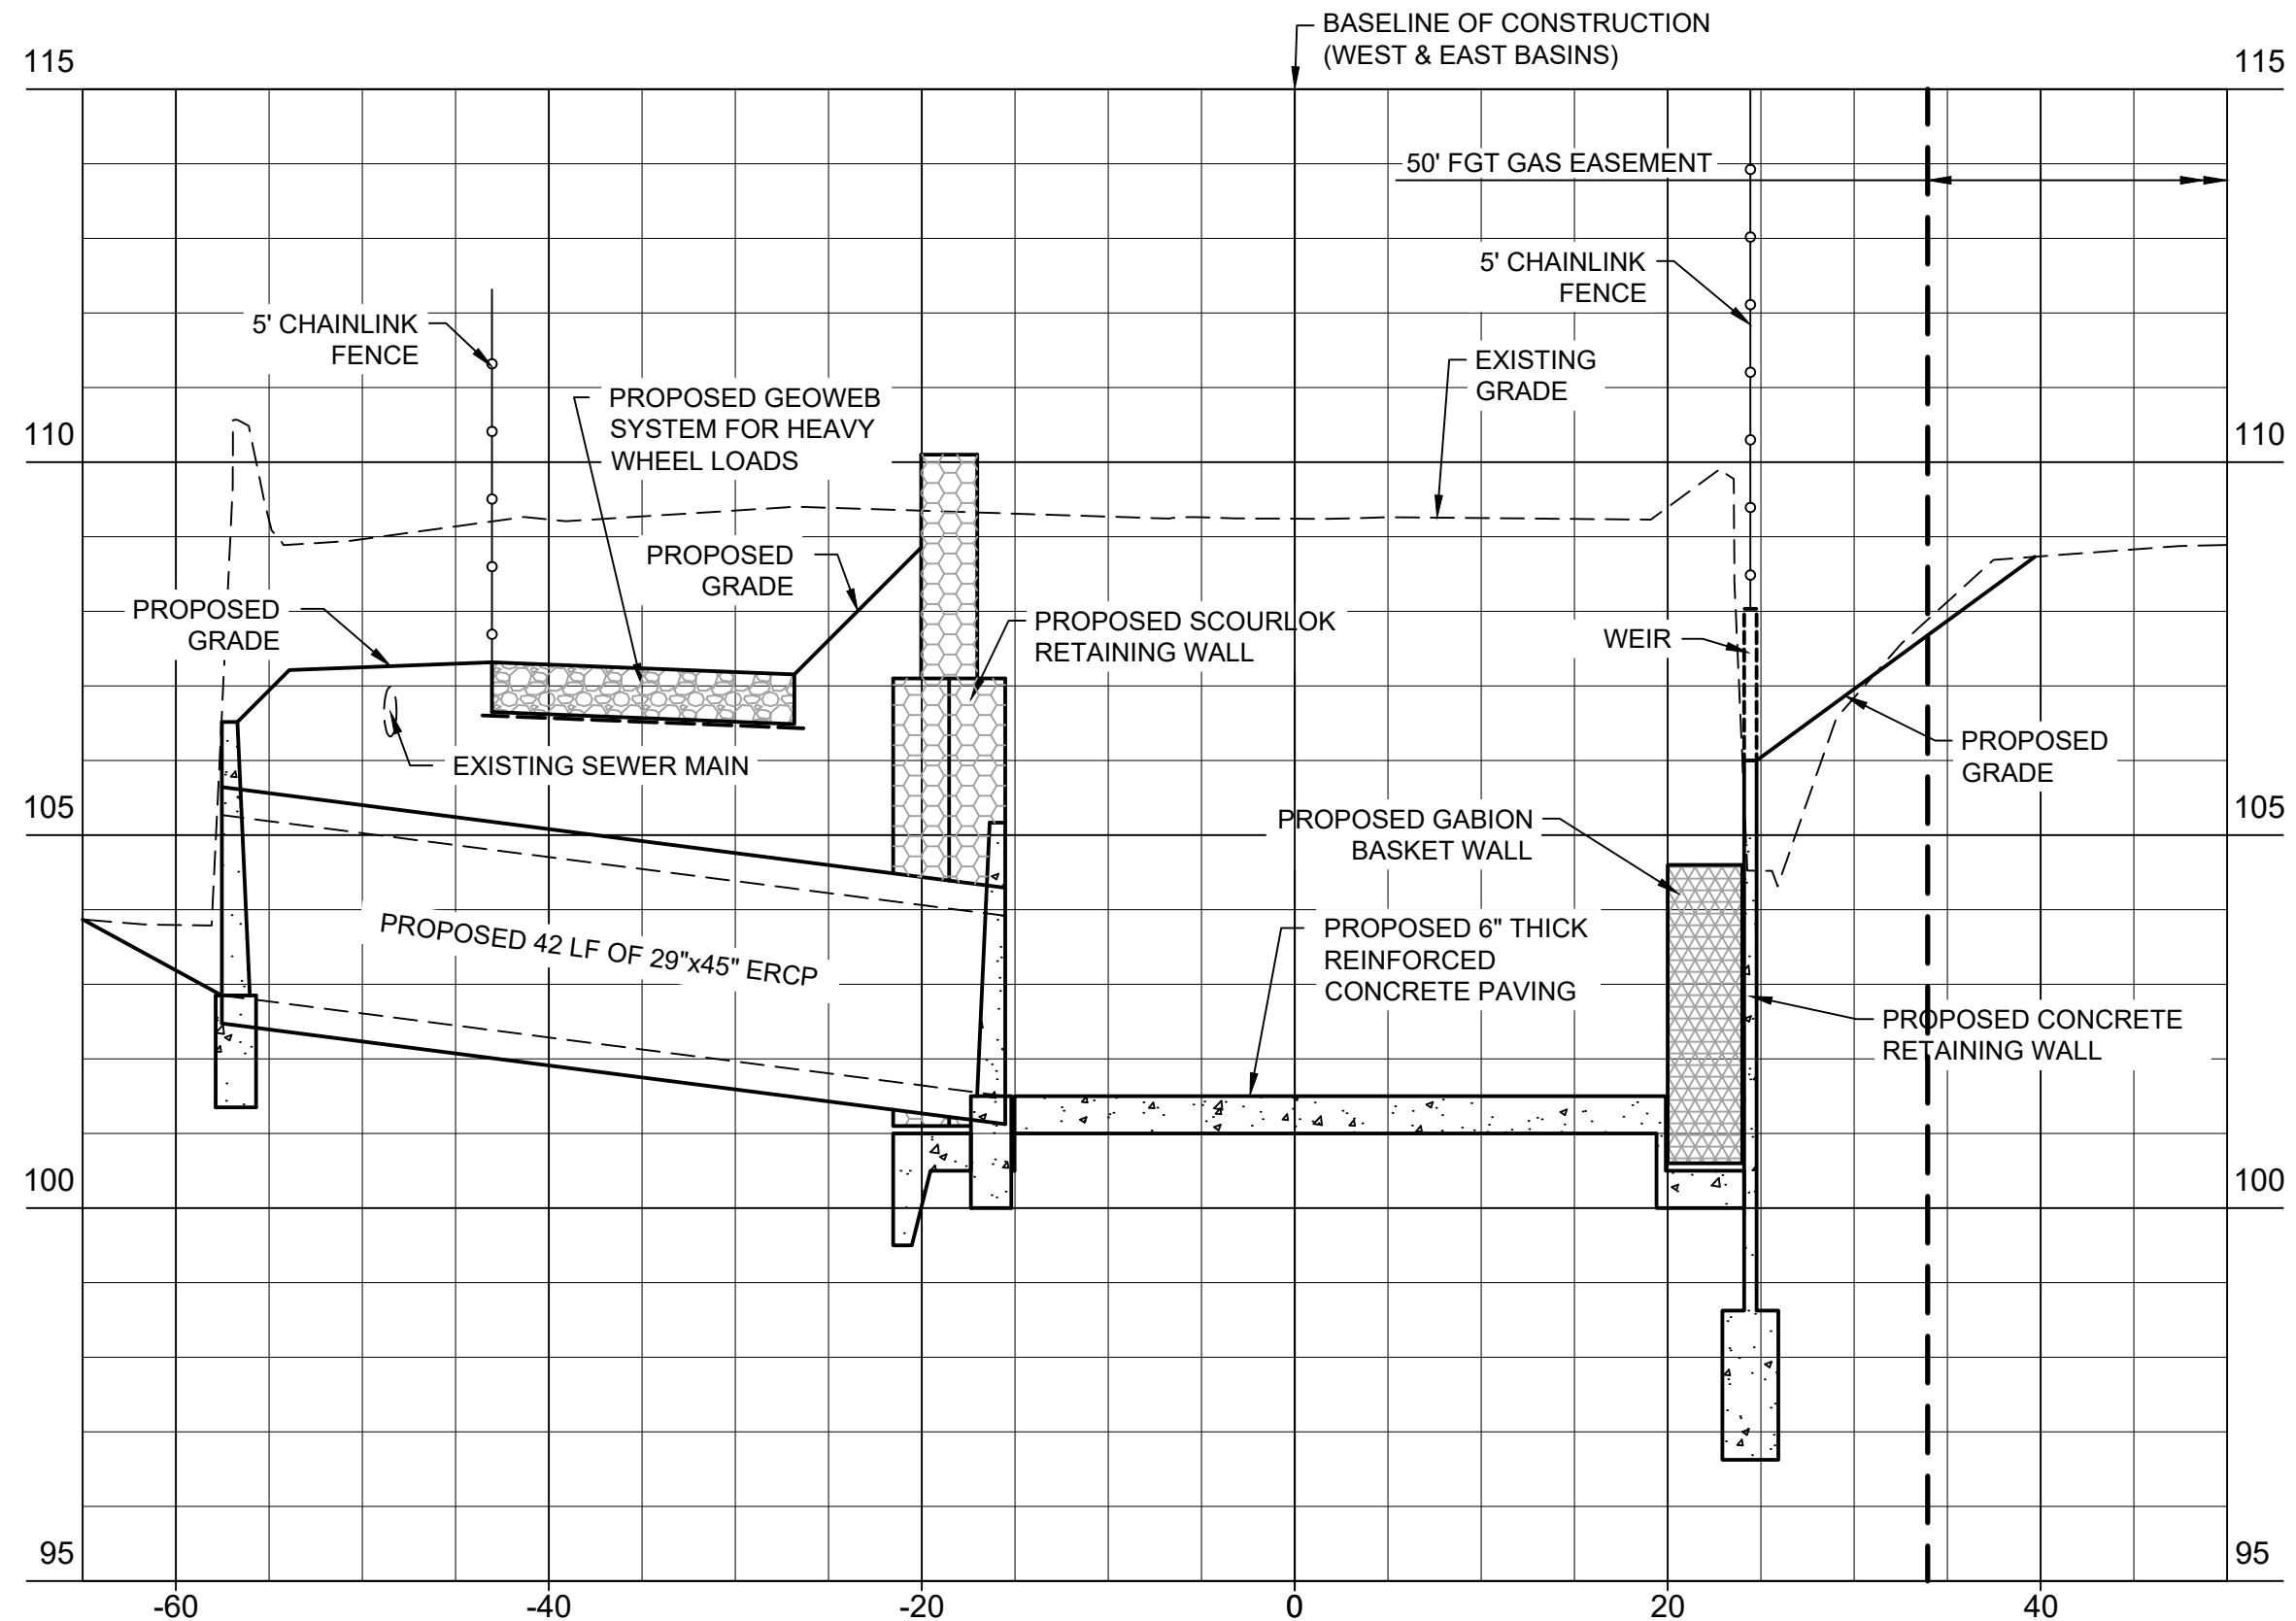 BASELINE OF CONSTRUCTION
(WEST & EAST BASINS)
115
115
50' FGT GAS EASEMENT
5' CHAINLINK
FENCE
5' CHAINLINK
FENCE
EXISTING
GRADE
PROPOSED GEOWEB
SYSTEM FOR HEAVY
WHEEL LOADS
110
110
PROPOSED
GRADE
PROPOSED
GRADE
PROPOSED SCOURLOK
RETAINING WALL
WEIR
EXISTING SEWER MAIN
PROPOSED
GRADE
105
105
PROPOSED GABION
BASKET WALL
PROPOSED 42 LF OF 29"x45" ERCP
PROPOSED 6" THICK
REINFORCED
CONCRETE PAVING
PROPOSED CONCRETE
RETAINING WALL
100
100
95
95
-60
-40
-20
0
20
40